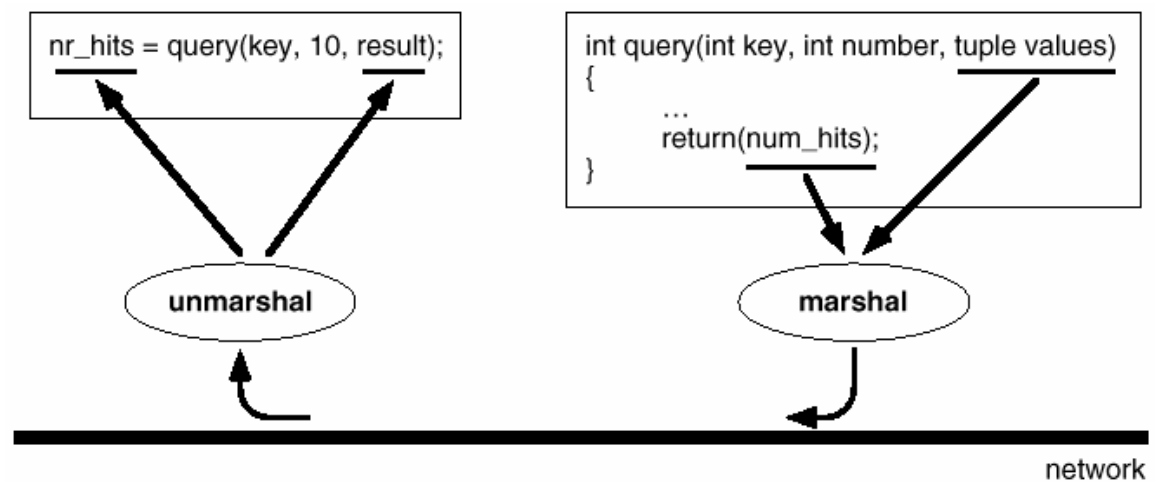 nr_hits = query(key, 10, result);
int query(int key, int number, tuple values)
{
…
return(num_hits);
}
unmarshal
marshal
network